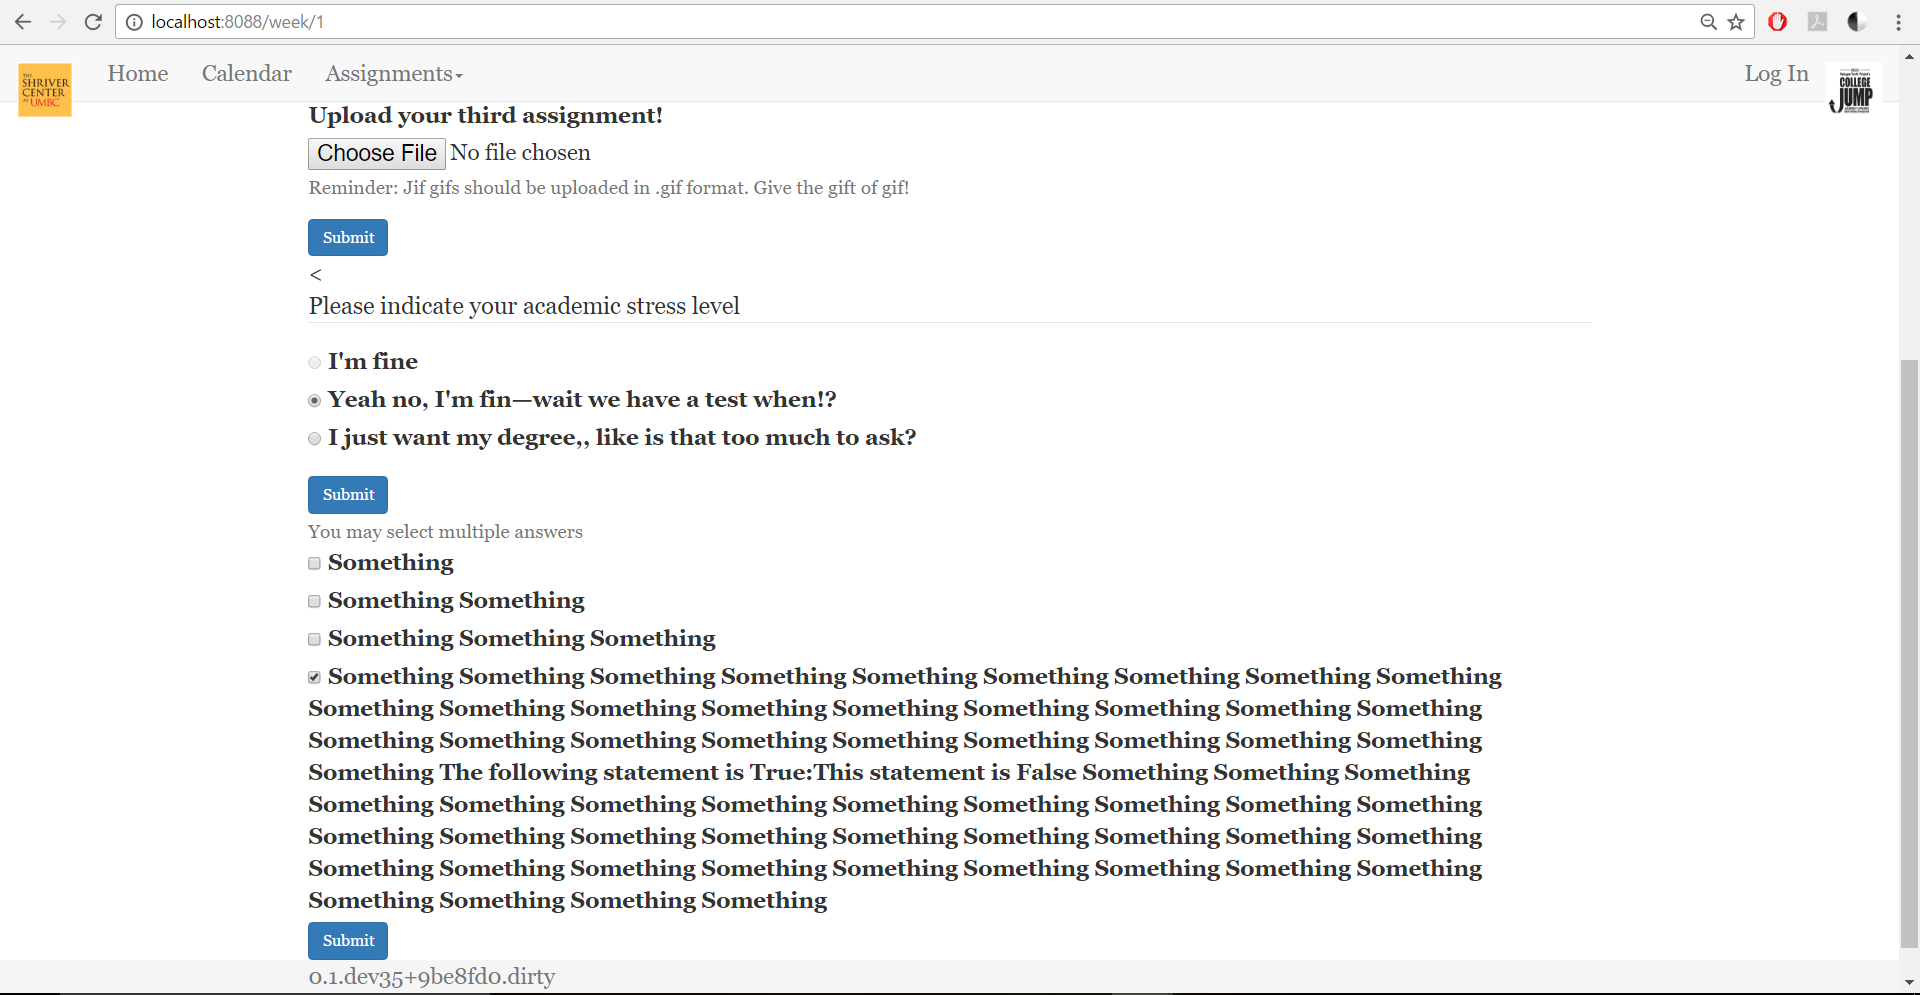 localhost:8088/week/1
THE
SHRIVER
CENTER
AT UMBC
Home
Calendar
Assignments
Log In
COLLEGE
JUMP
Upload your third assignment!
Choose File No file chosen
Reminder: Jif gifs should be uploaded in .gif format. Give the gift of gif!
Submit
<
Please indicate your academic stress level
I'm fine
Yeah no, I'm fin—wait we have a test when!?
I just want my degree,, like is that too much to ask?
Submit
You may select multiple answers
Something
Something Something
Something Something Something
Something Something Something Something Something Something Something Something Something
Something Something Something Something Something Something Something Something Something
Something Something Something Something Something Something Something Something Something
Something The following statement is True:This statement is False Something Something Something
Something Something Something Something Something Something Something Something Something
Something Something Something Something Something Something Something Something Something
Something Something Something Something Something Something Something Something Something
Something Something Something Something
Submit
0.1.dev35+9be8fd0.dirty